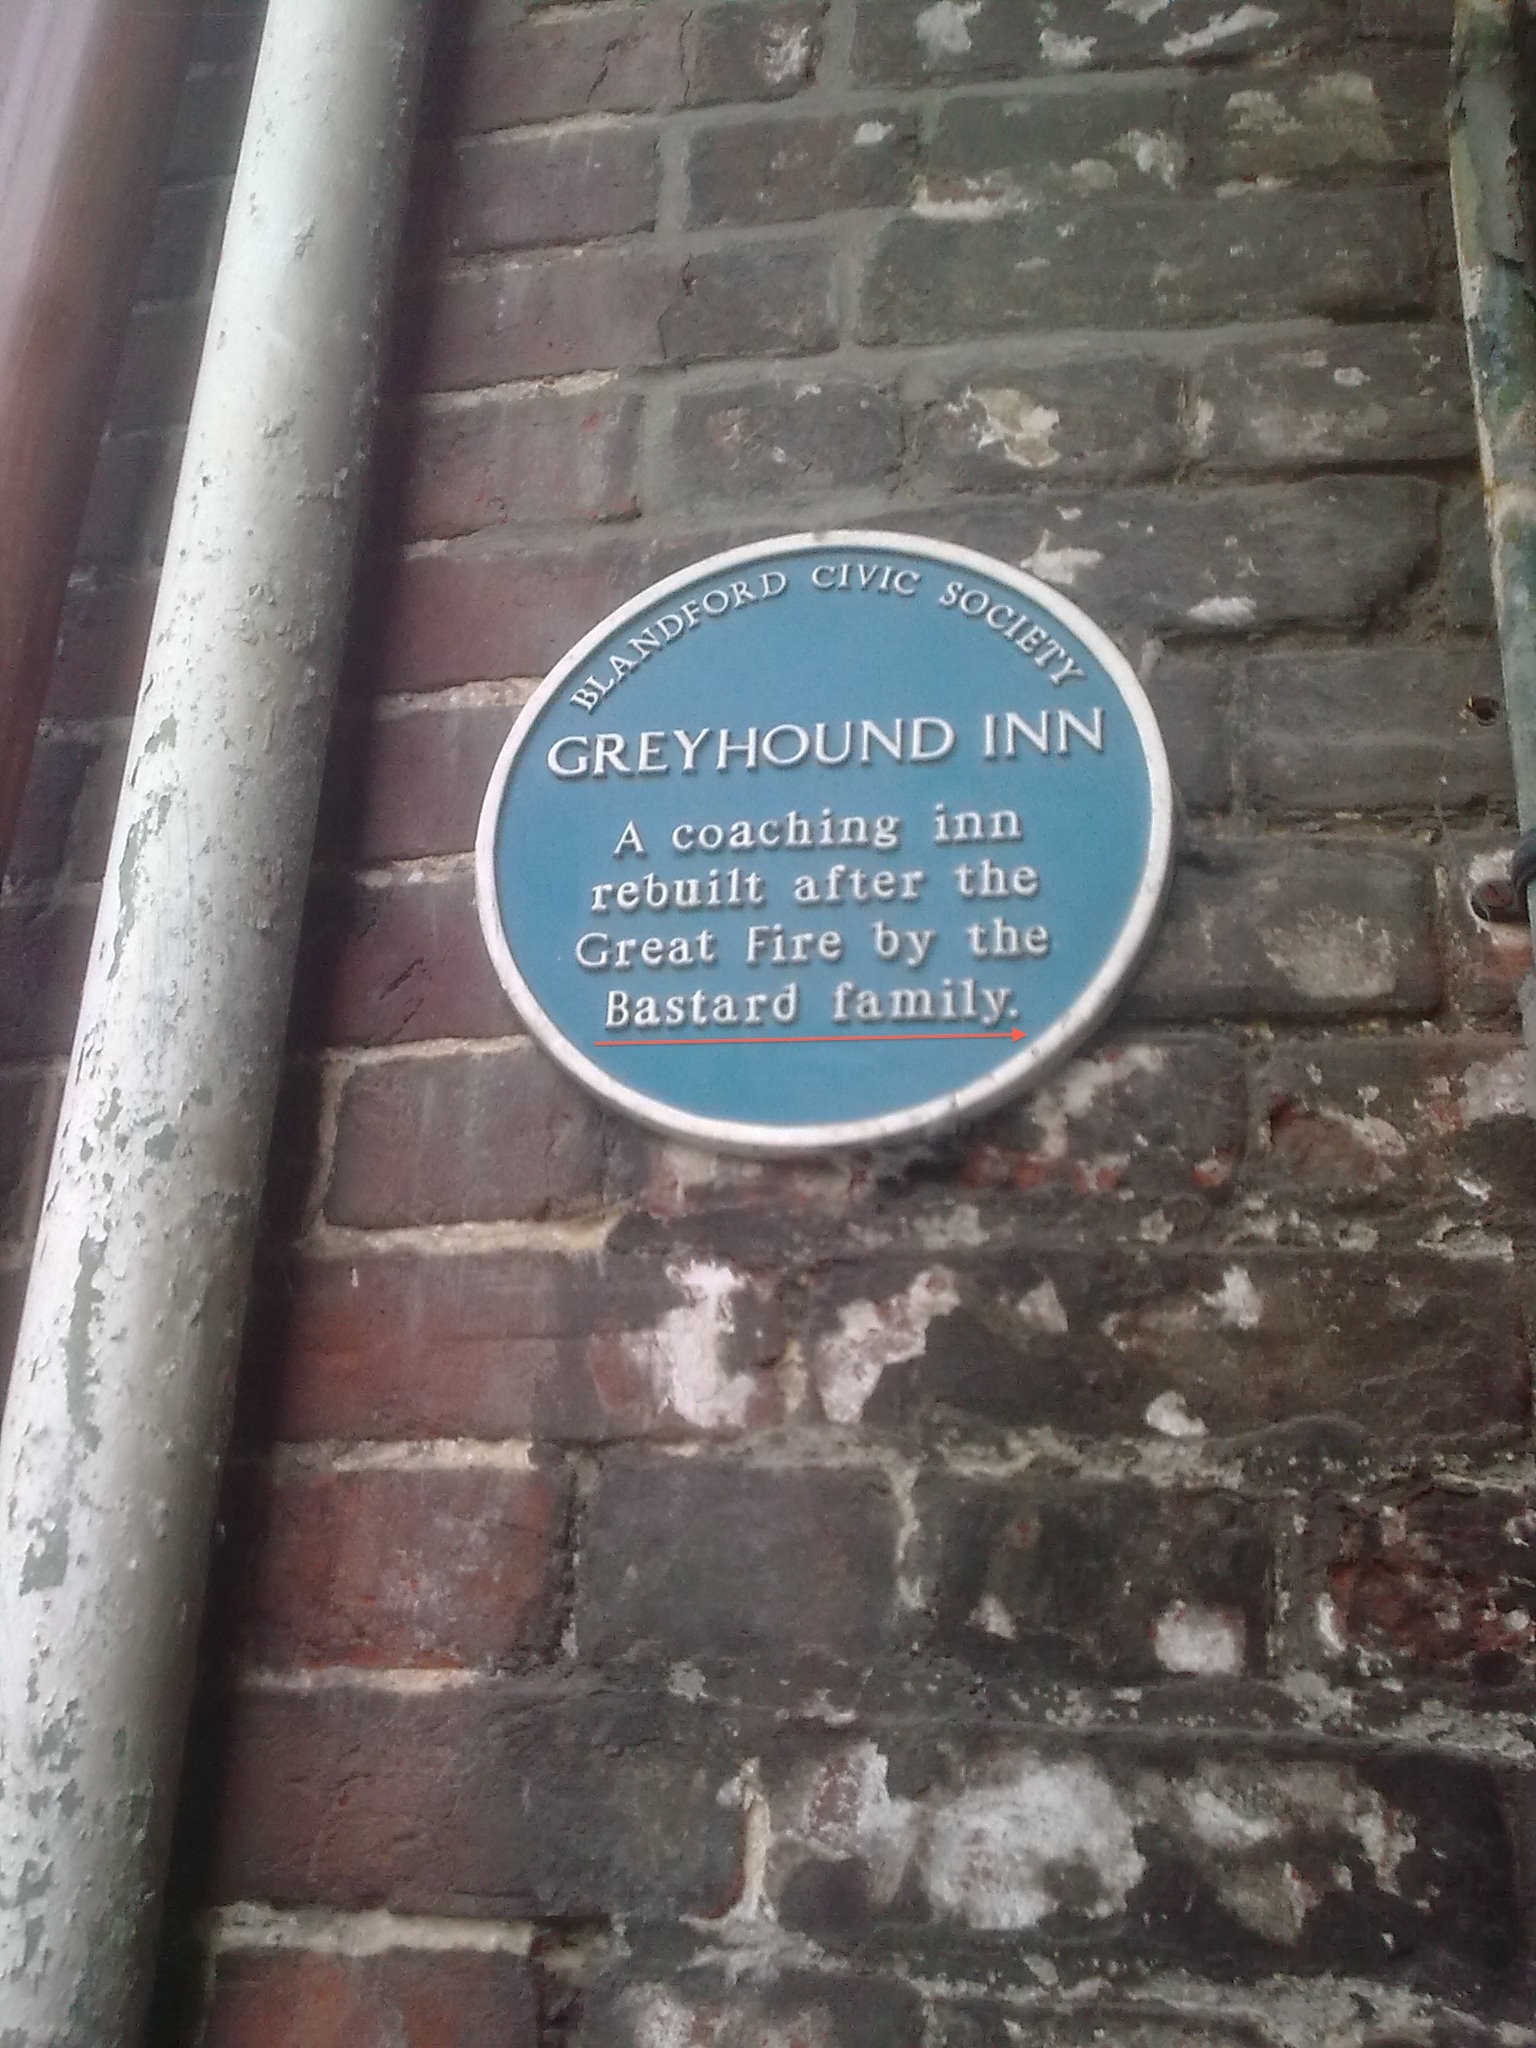 BLANDFORD CIVIC SOCIETY
GREYHOUND INN
A coaching inn
rebuilt after the
Great Fire by the
Bastard family.